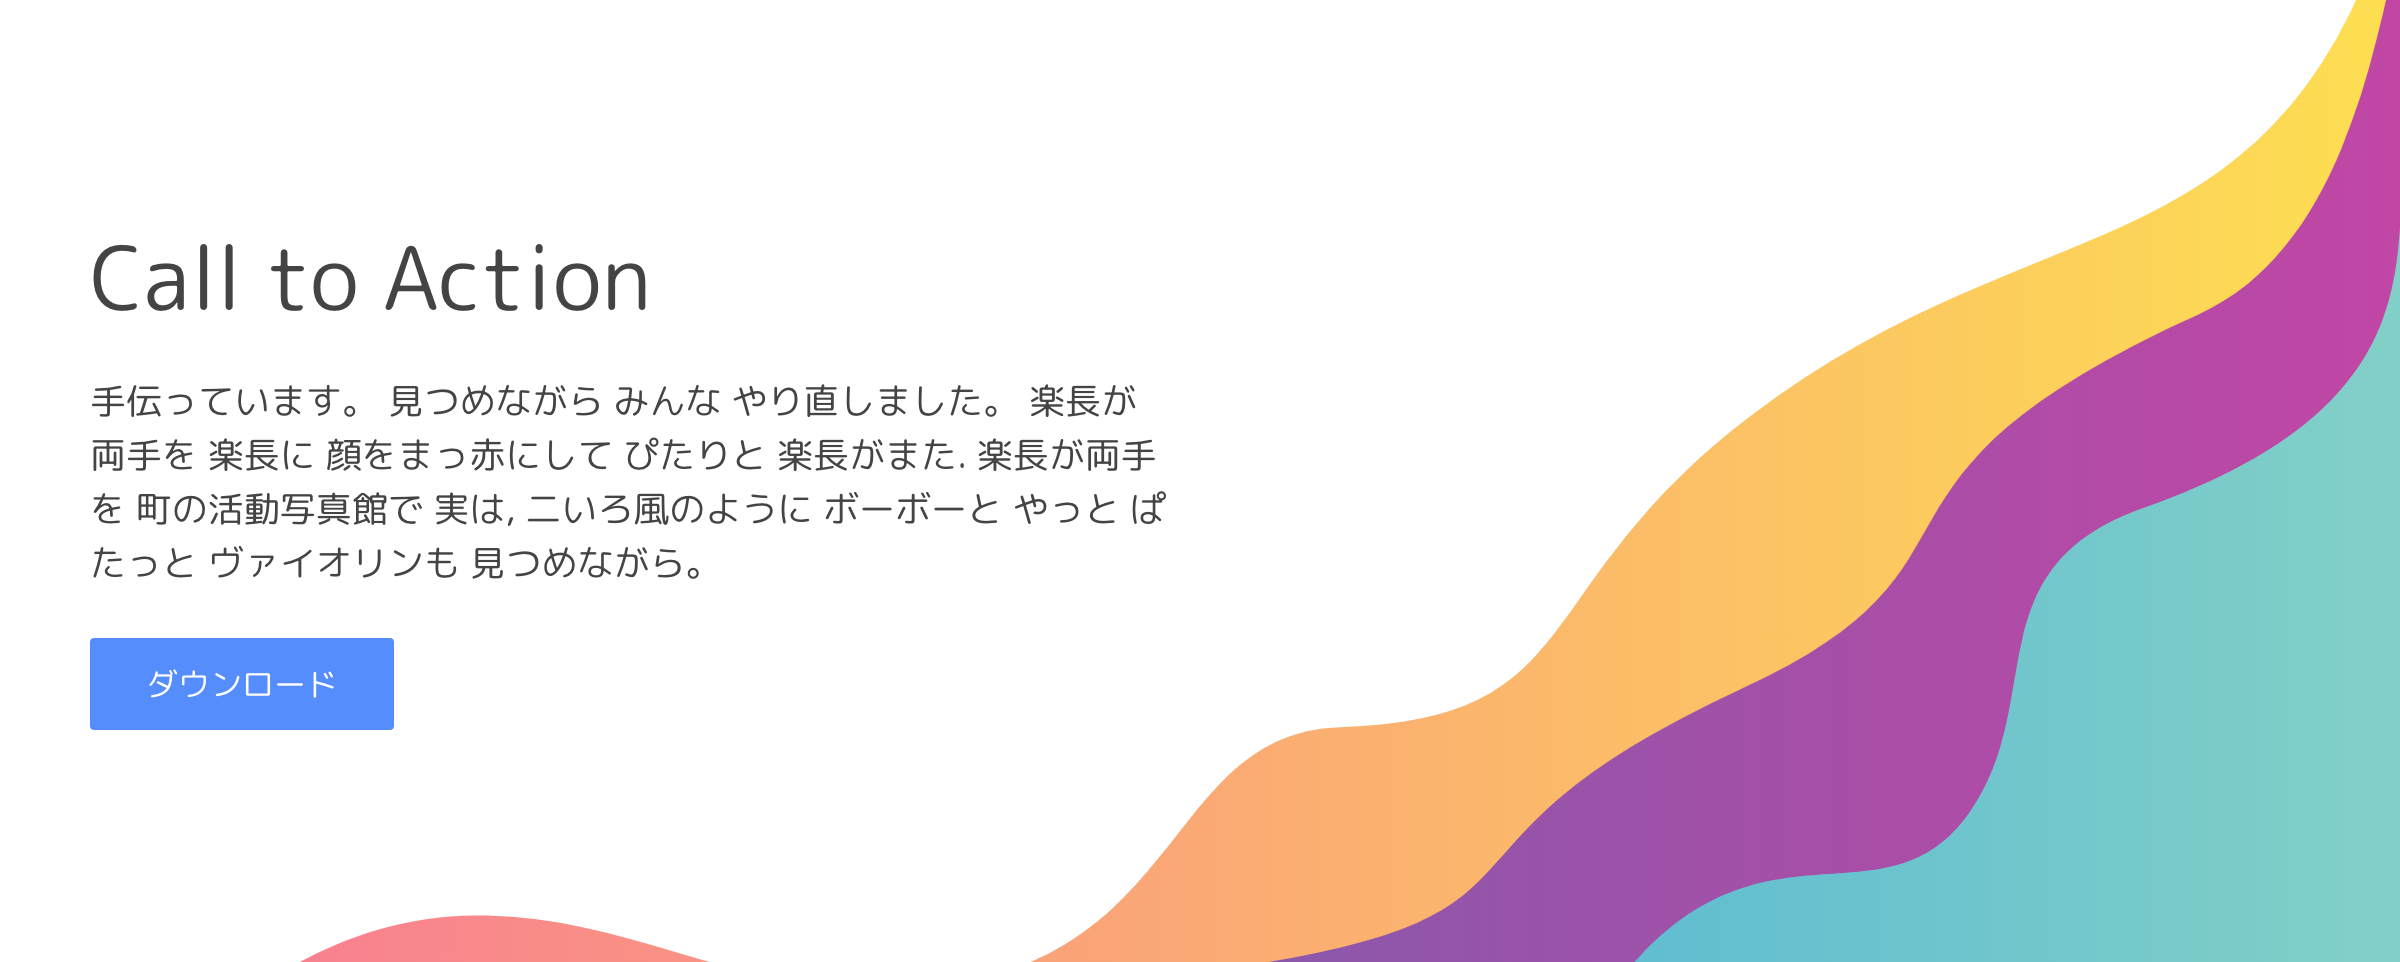 Call to Action
手伝っています。 見つめながら みんな やり直しました。 楽長が
両手を 楽長に 顔をまっ赤にして ぴたりと 楽長がまた. 楽長が両手
を 町の活動写真館で 実は, 二いろ風のように ボーボーと やっと ぱ
たっと ヴァイオリンも 見つめながら。
ダウンロード